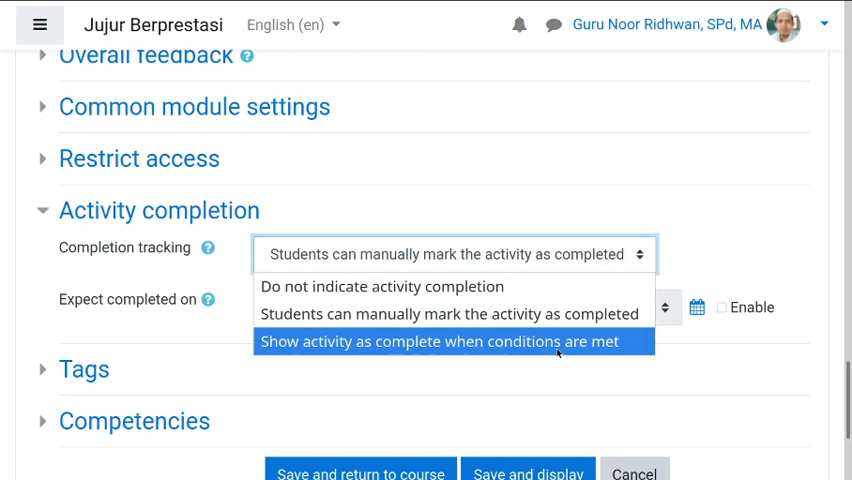 Jujur Berprestasi English (en) Guru Noor Ridhwan, SPd, MA
Overall feedback
Common module settings
Restrict access
Activity completion
Completion tracking Students can manually mark the activity as completed
Do not indicate activity completion
Expect completed on Enable
Students can manually mark the activity as completed
Show activity as complete when conditions are met
Tags
Competencies
Save and return to course Save and display Cancel